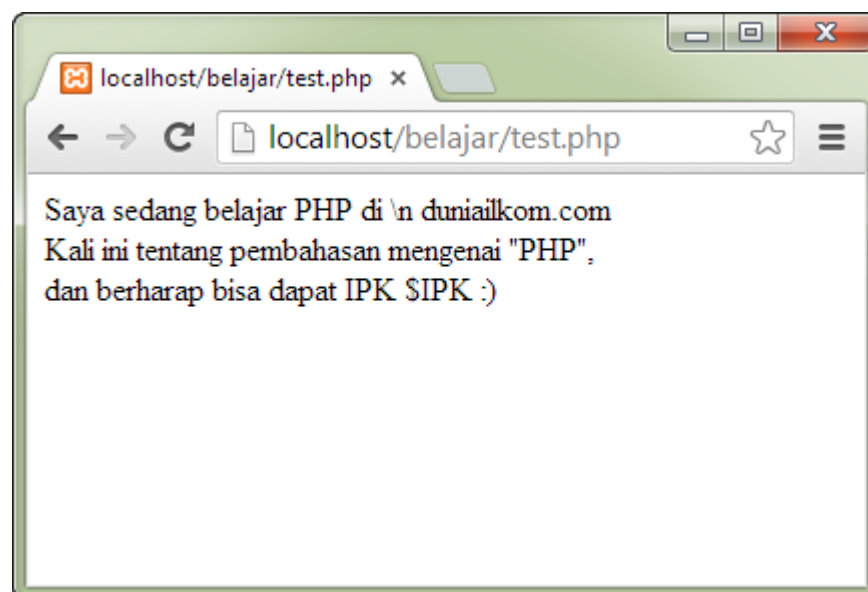 localhost/belajar/test.php
localhost/belajar/test.php
Saya sedang belajar PHP di \n duniailkom.com
Kali ini tentang pembahasan mengenai "PHP",
dan berharap bisa dapat IPK $IPK :)